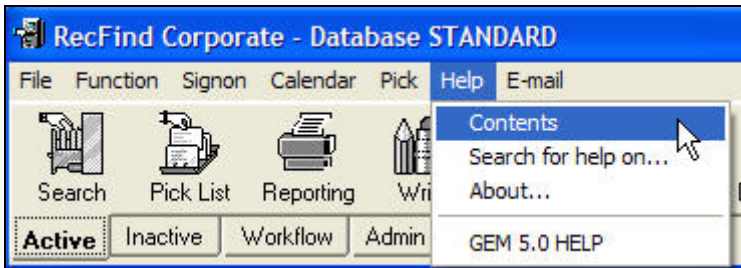 RecFind Corporate - Database STANDARD
File Function Signon Calendar Pick Help E-mail
Contents
Search for help on...
About...
GEM 5.0 HELP
Search Pick List Reporting
Active Inactive Workflow Admin